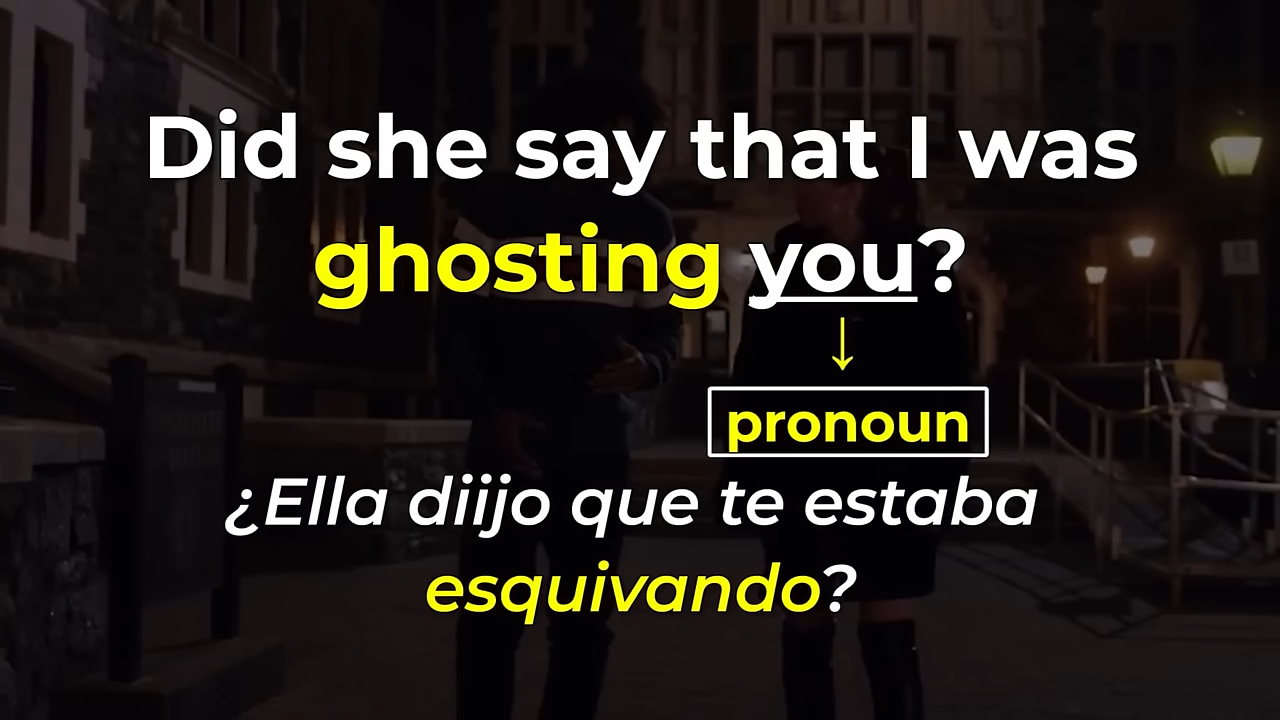 Did she say that I was
ghosting you?
↓
pronoun
¿Ella diijo que te estaba
esquivando?